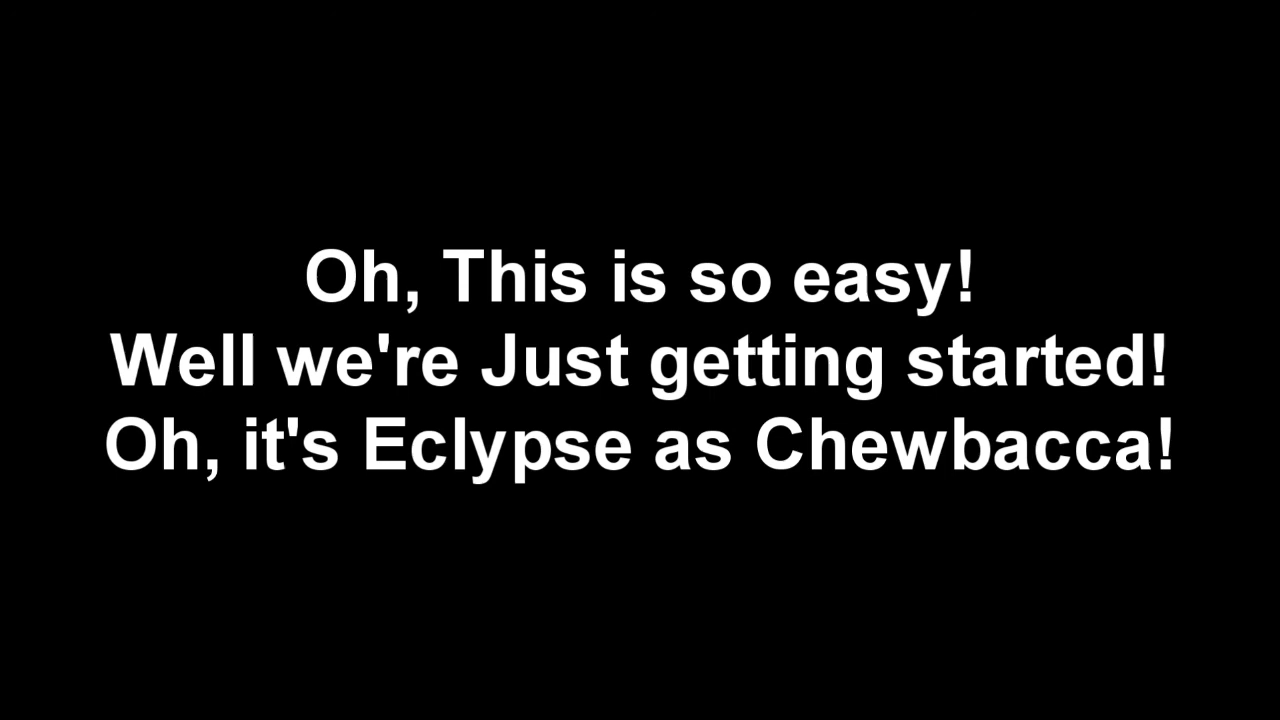 Oh, This is so easy!
Well we're Just getting started!
Oh, it's Eclypse as Chewbacca!